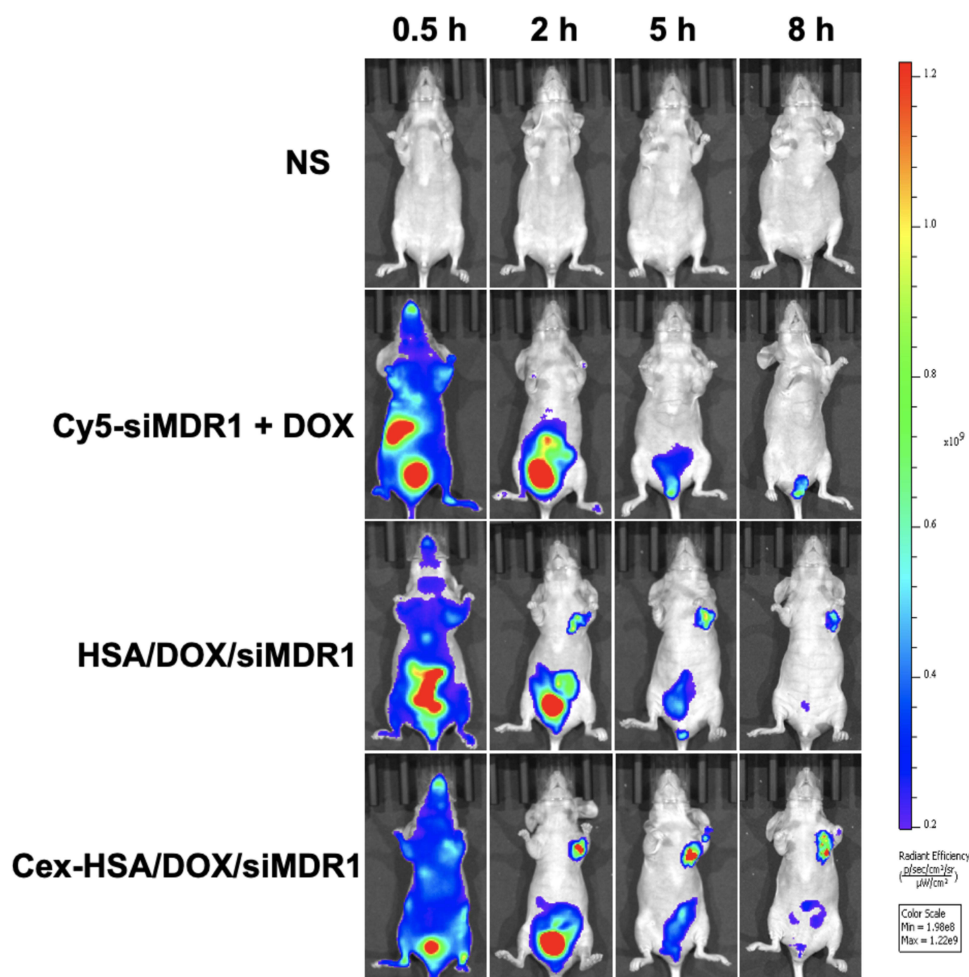 0.5 h 2 h 5 h 8 h
NS
Cy5-siMDR1 + DOX
HSA/DOX/siMDR1
Cex-HSA/DOX/siMDR1
1.2
1.0
0.8
x10⁹
0.6
0.4
0.2
Radiant Efficiency
(p/sec/cm²/sr
µW/cm²)
Color Scale
Min = 1.98e8
Max = 1.22e9